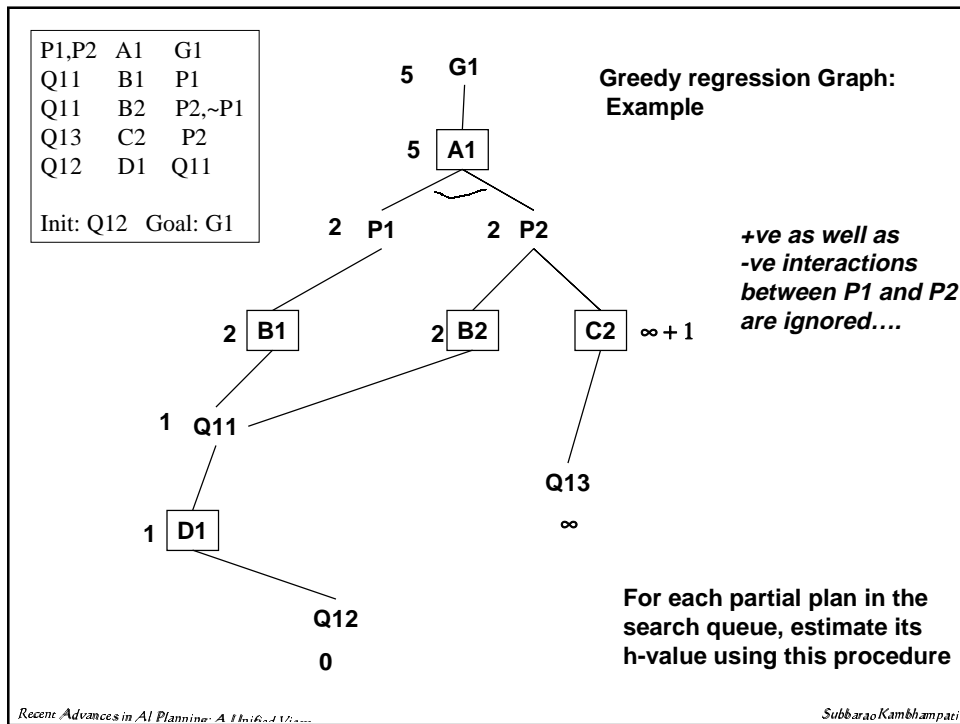 P1,P2 A1 G1
Q11 B1 P1
Q11 B2 P2,~P1
Q13 C2 P2
Q12 D1 Q11
Init: Q12 Goal: G1
Greedy regression Graph:
Example
5 G1
5 A1
2 P1 2 P2
+ve as well as
-ve interactions
between P1 and P2
are ignored….
2 B1 2 B2 C2 ∞ + 1
1 Q11
Q13
∞
1 D1
Q12
0
For each partial plan in the
search queue, estimate its
h-value using this procedure
Recent Advances in AI Planning: A Unified View
Subbarao Kambhampati